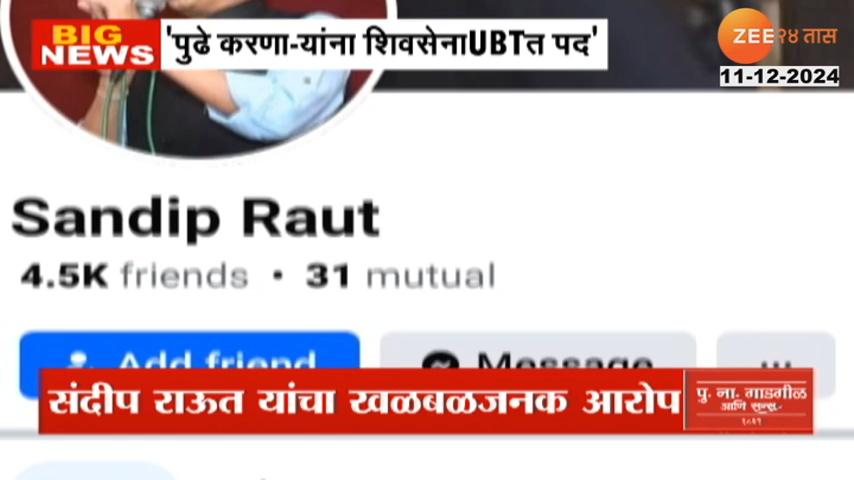 BIG
NEWS
'पुढे करणा-यांना शिवसेनाUBTत पद'
ZEE २४ तास
11-12-2024
Sandip Raut
4.5K friends • 31 mutual
Add friend
Message
संदीप राऊत यांचा खळबळजनक आरोप
पु. ना. गाडगीळ
आणि सन्स
१८३२